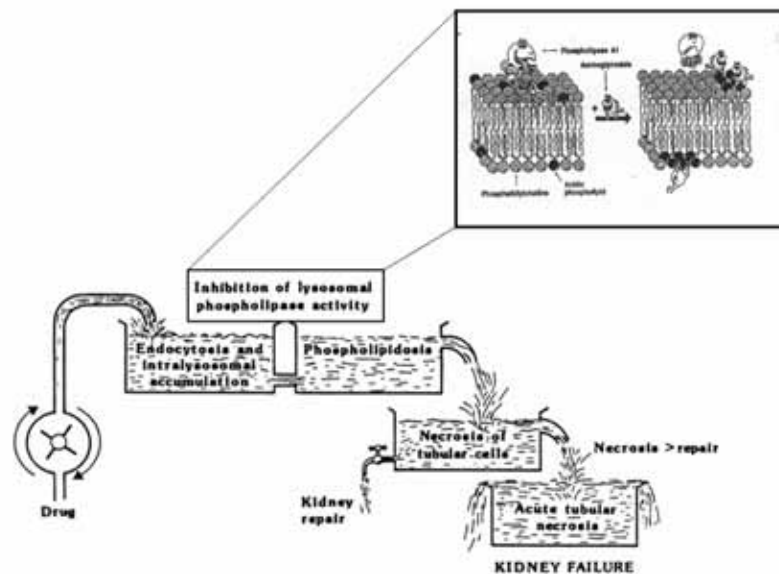 Phospholipase A1
Aminoglycoside
+
Phosphatidylcholine
Acidic
phospholipid
Inhibition of lysosomal
phospholipase activity
Endocytosis and
intralysosomal
accumulation
Phospholipidosis
Necrosis of
tubular cells
Necrosis > repair
Kidney
repair
Drug
Acute tubular
necrosis
KIDNEY FAILURE